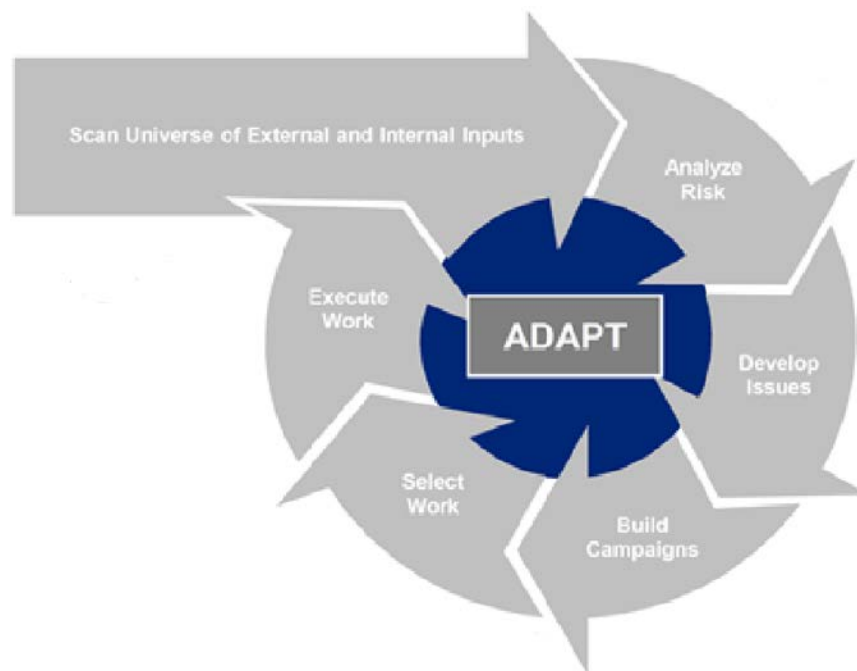 Scan Universe of External and Internal Inputs
Analyze
Risk
Develop
Issues
Build
Campaigns
Select
Work
Execute
Work
ADAPT